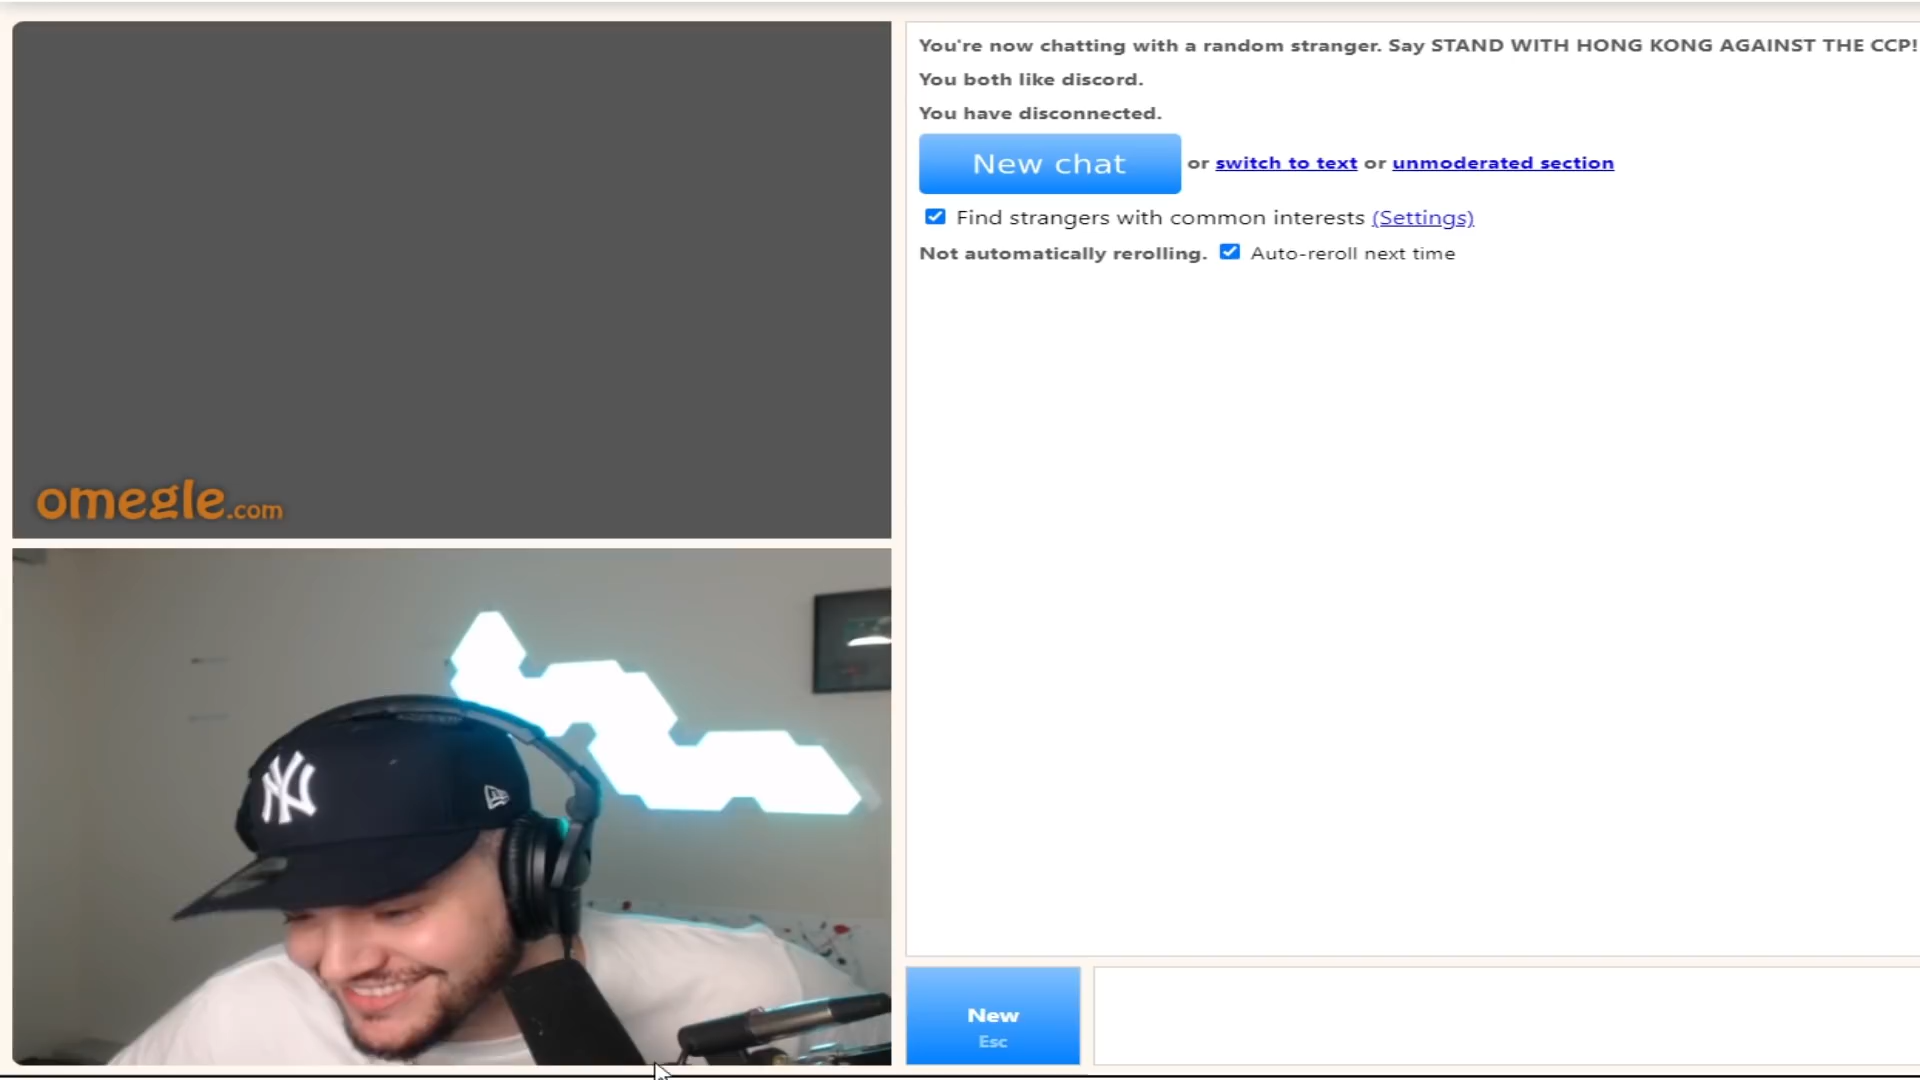 You're now chatting with a random stranger. Say STAND WITH HONG KONG AGAINST THE CCP!
You both like discord.
You have disconnected.
New chat or switch to text or unmoderated section
Find strangers with common interests (Settings)
Not automatically rerolling. Auto-reroll next time
omegle.com
NY
New
Esc